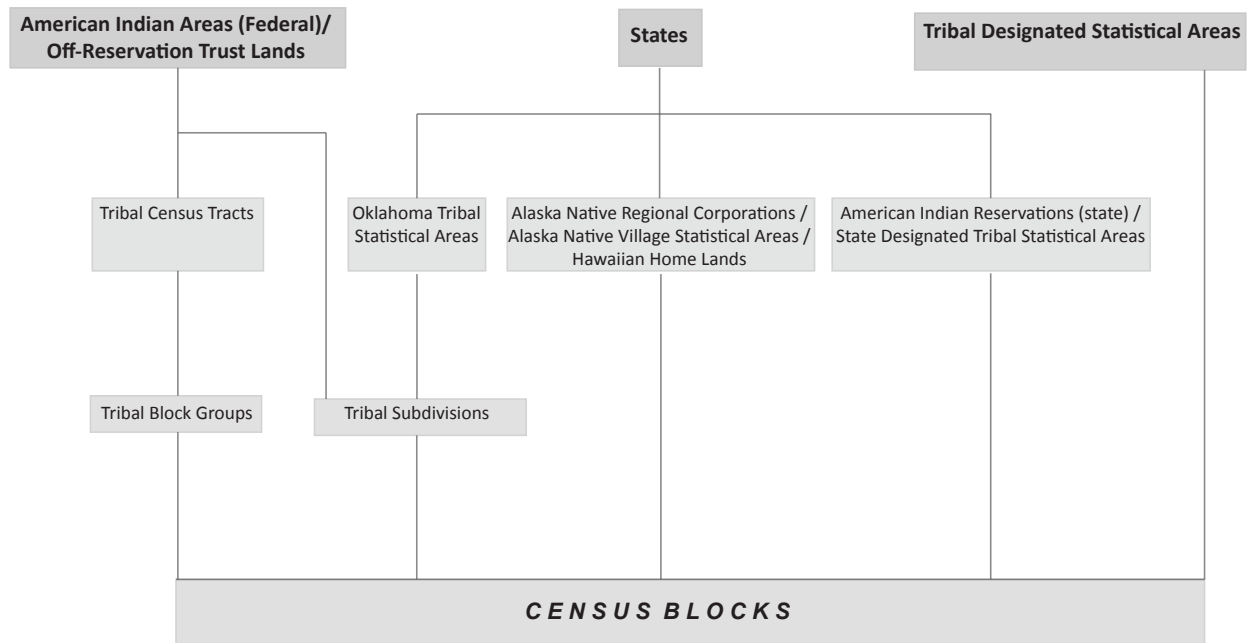 American Indian Areas (Federal)/
Off-Reservation Trust Lands
States
Tribal Designated Statistical Areas
Tribal Census Tracts
Oklahoma Tribal
Statistical Areas
Alaska Native Regional Corporations /
Alaska Native Village Statistical Areas /
Hawaiian Home Lands
American Indian Reservations (state) /
State Designated Tribal Statistical Areas
Tribal Block Groups
Tribal Subdivisions
CENSUS BLOCKS